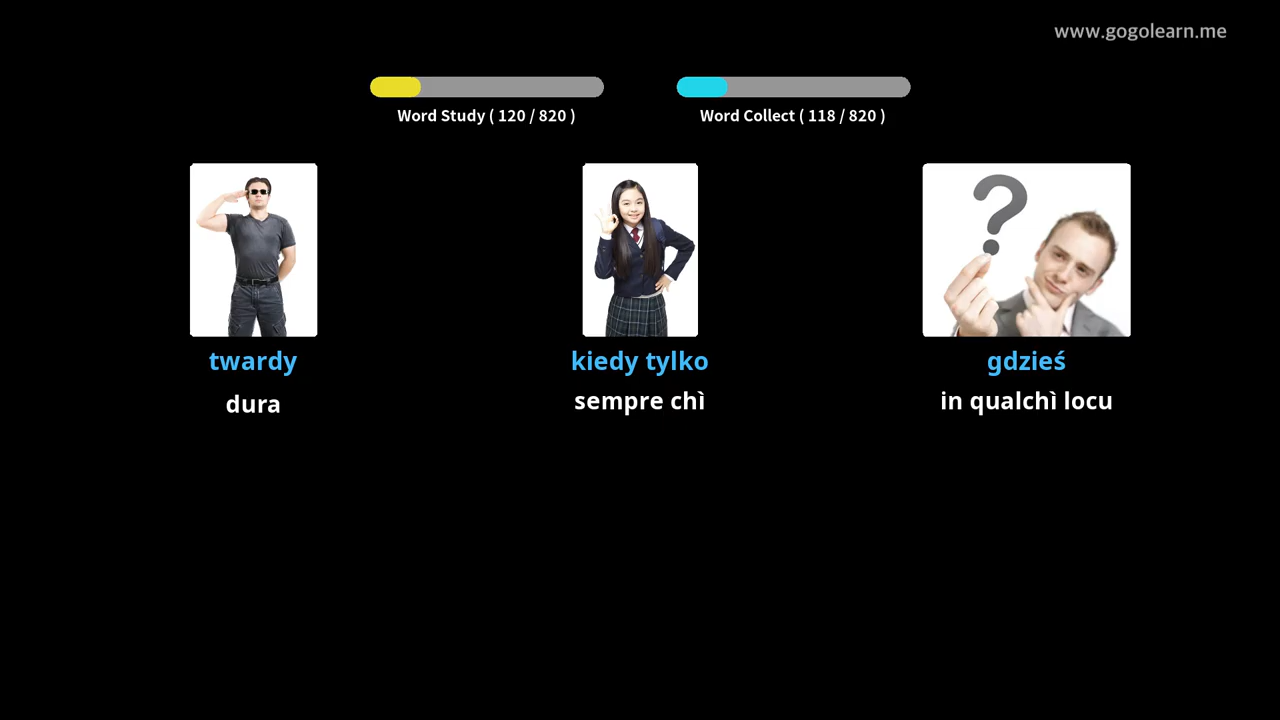 www.gogolearn.me
Word Study ( 120 / 820 )
Word Collect ( 118 / 820 )
twardy
kiedy tylko
gdzieś
dura
sempre chì
in qualchì locu